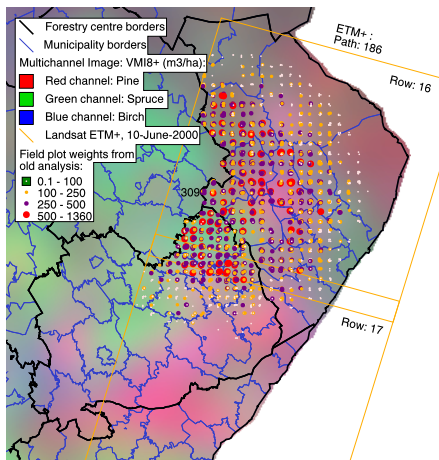 Forestry centre borders
Municipality borders
Multichannel Image: VMI8+ (m3/ha):
Red channel: Pine
Green channel: Spruce
Blue channel: Birch
Landsat ETM+, 10-June-2000
Field plot weights from
old analysis:
0.1 - 100
100 - 250
250 - 500
500 - 1360
ETM+ :
Path: 186
Row: 16
309
Row: 17